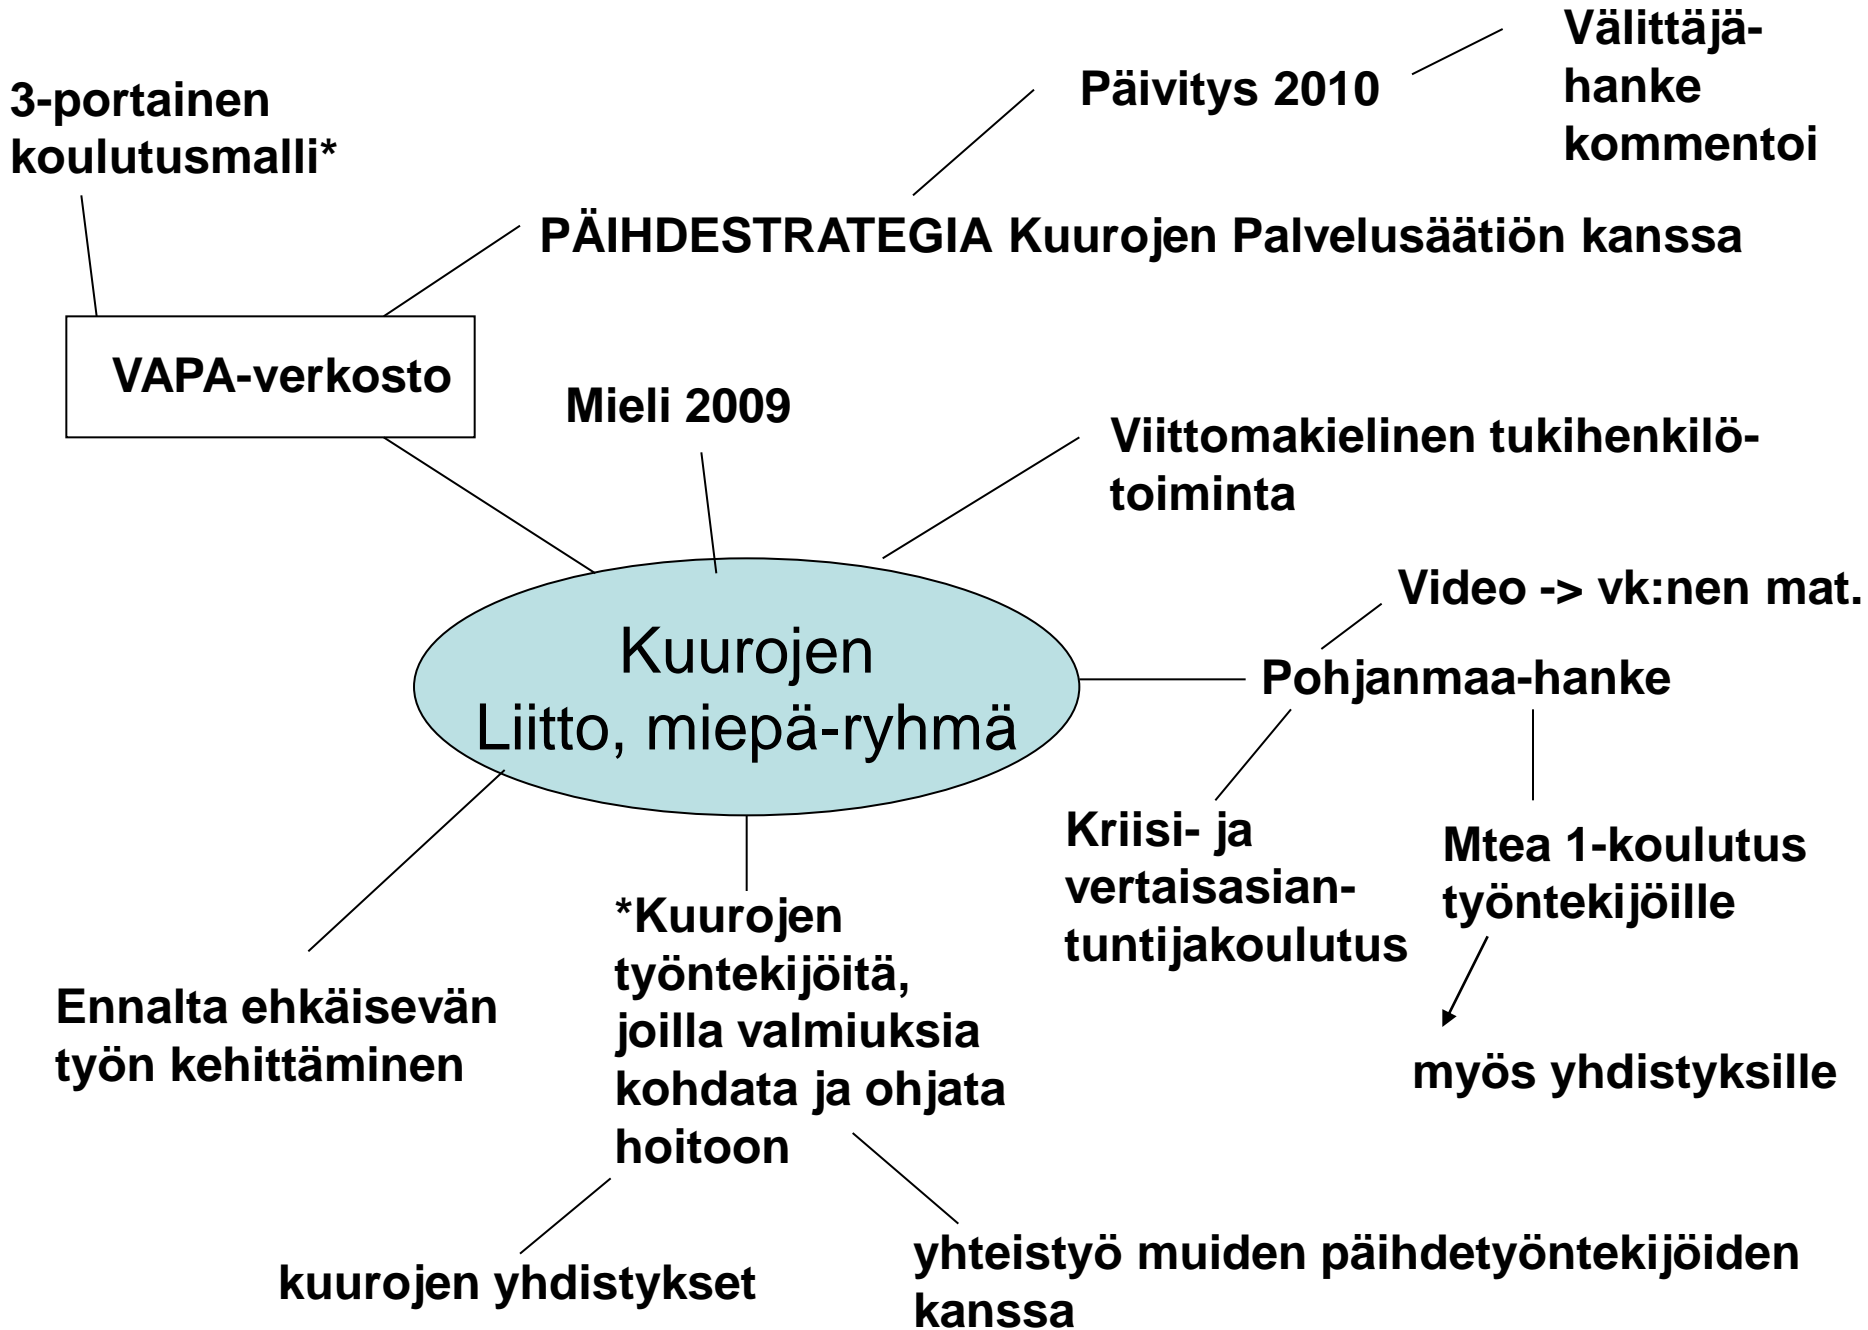 Välittäjä-
hanke
kommentoi
Päivitys 2010
3-portainen
koulutusmalli*
PÄIHDESTRATEGIA Kuurojen Palvelusäätiön kanssa
VAPA-verkosto
Mieli 2009
Viittomakielinen tukihenkilö-
toiminta
Video -> vk:nen mat.
Kuurojen
Liitto, miepä-ryhmä
Pohjanmaa-hanke
Kriisi- ja
vertaisasian-
tuntijakoulutus
Mtea 1-koulutus
työntekijöille
myös yhdistyksille
*Kuurojen
työntekijöitä,
joilla valmiuksia
kohdata ja ohjata
hoitoon
Ennalta ehkäisevän
työn kehittäminen
kuurojen yhdistykset
yhteistyö muiden päihdetyöntekijöiden
kanssa